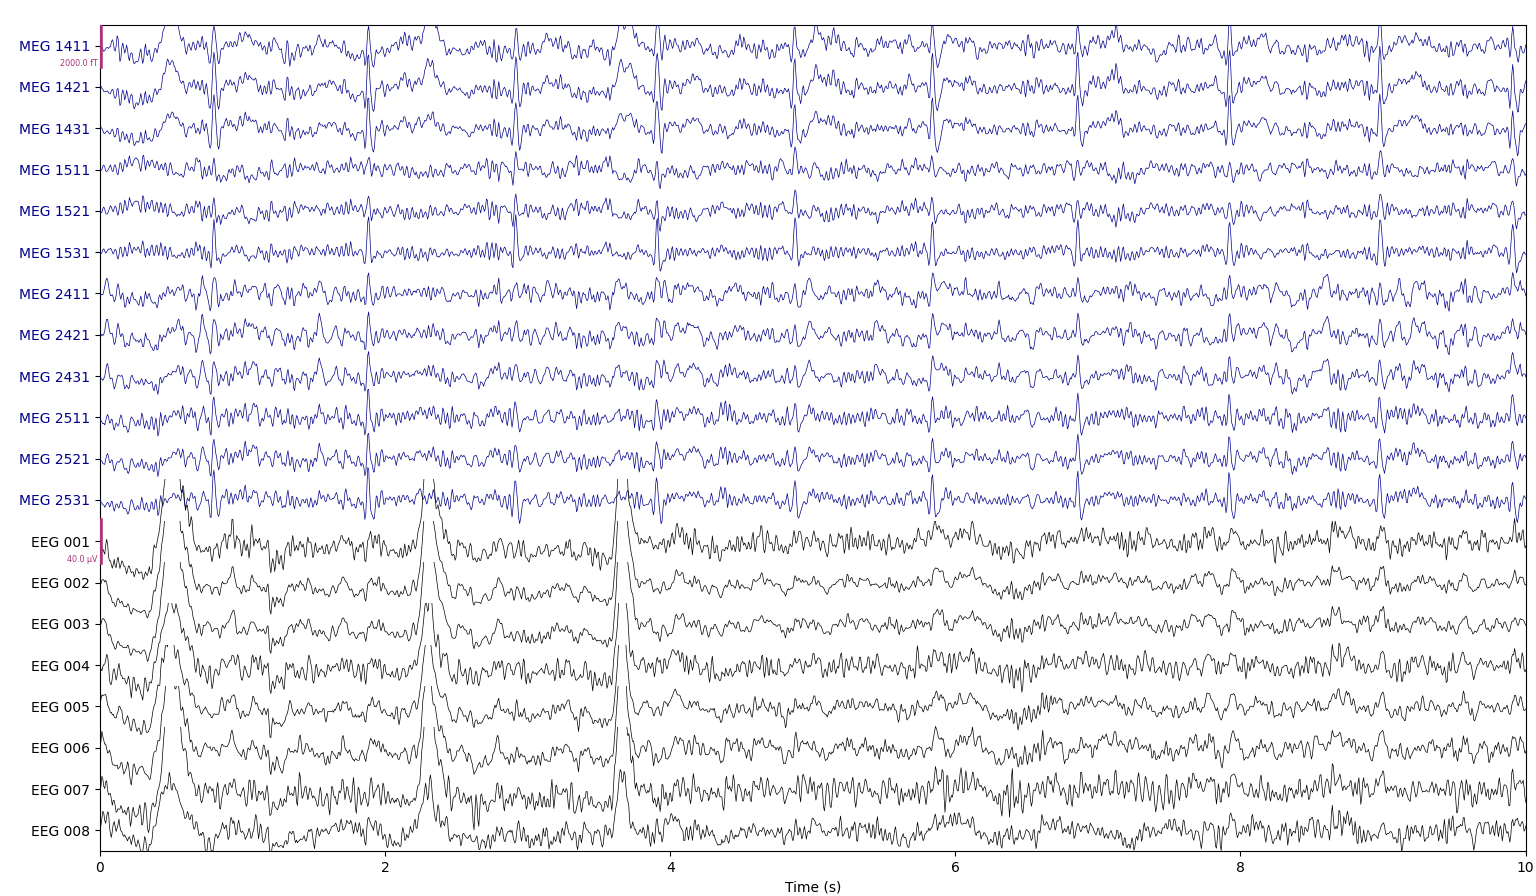 MEG 1411
2000.0 fT
MEG 1421
MEG 1431
MEG 1511
MEG 1521
MEG 1531
MEG 2411
MEG 2421
MEG 2431
MEG 2511
MEG 2521
MEG 2531
EEG 001
40.0 µV
EEG 002
EEG 003
EEG 004
EEG 005
EEG 006
EEG 007
EEG 008
0 2 4 6 8 10
Time (s)